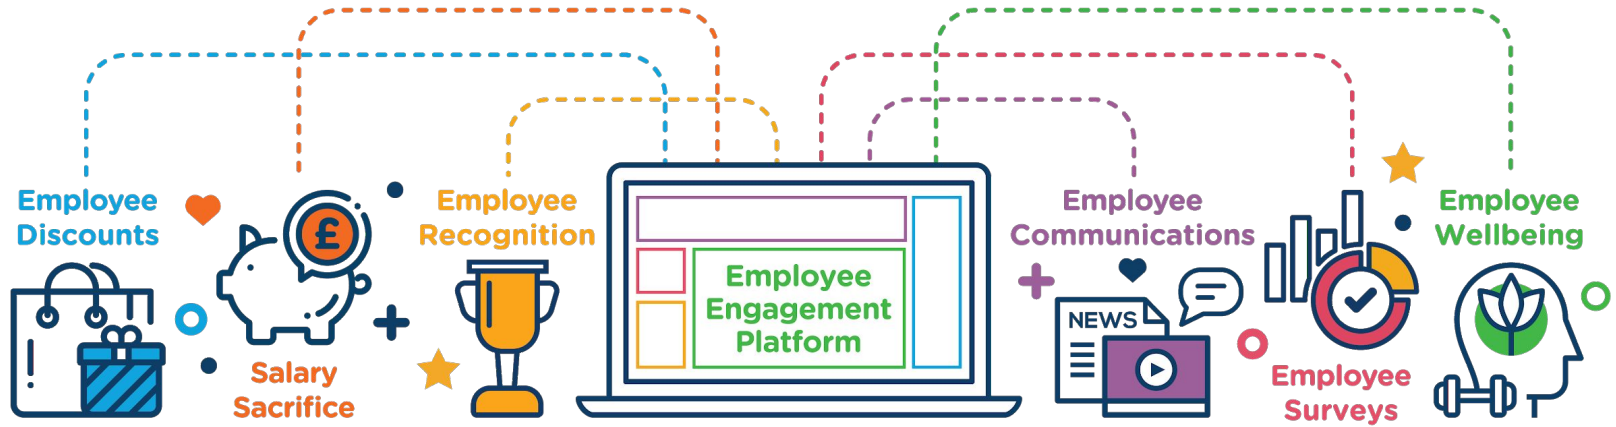 Employee
Discounts
£
Salary
Sacrifice
Employee
Recognition
Employee
Engagement
Platform
Employee
Communications
NEWS
Employee
Surveys
Employee
Wellbeing